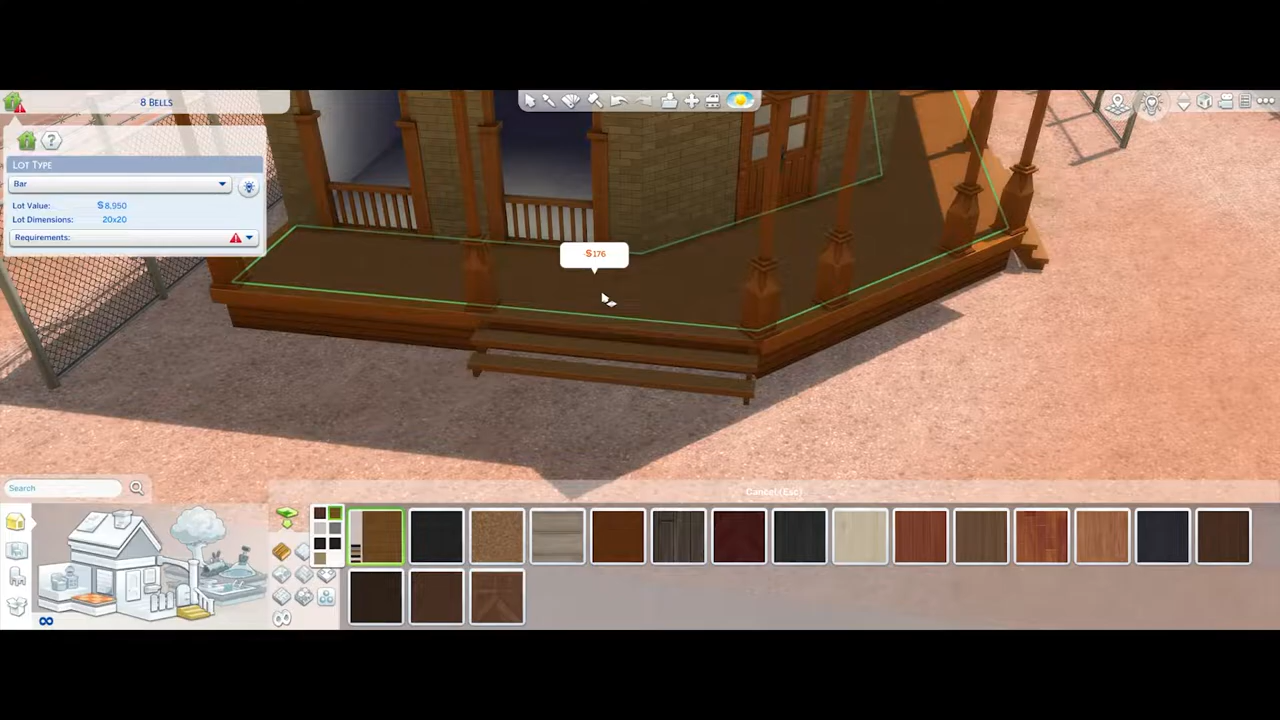 8 BELLS
?
LOT TYPE
Bar
Lot Value: §8,950
Lot Dimensions: 20x20
Requirements:
-§176
Search
Cancel (Esc)